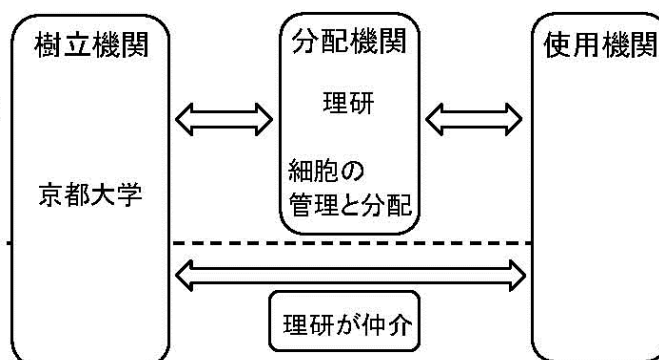 樹立機関
京都大学
分配機関
理研
細胞の
管理と分配
使用機関
理研が仲介